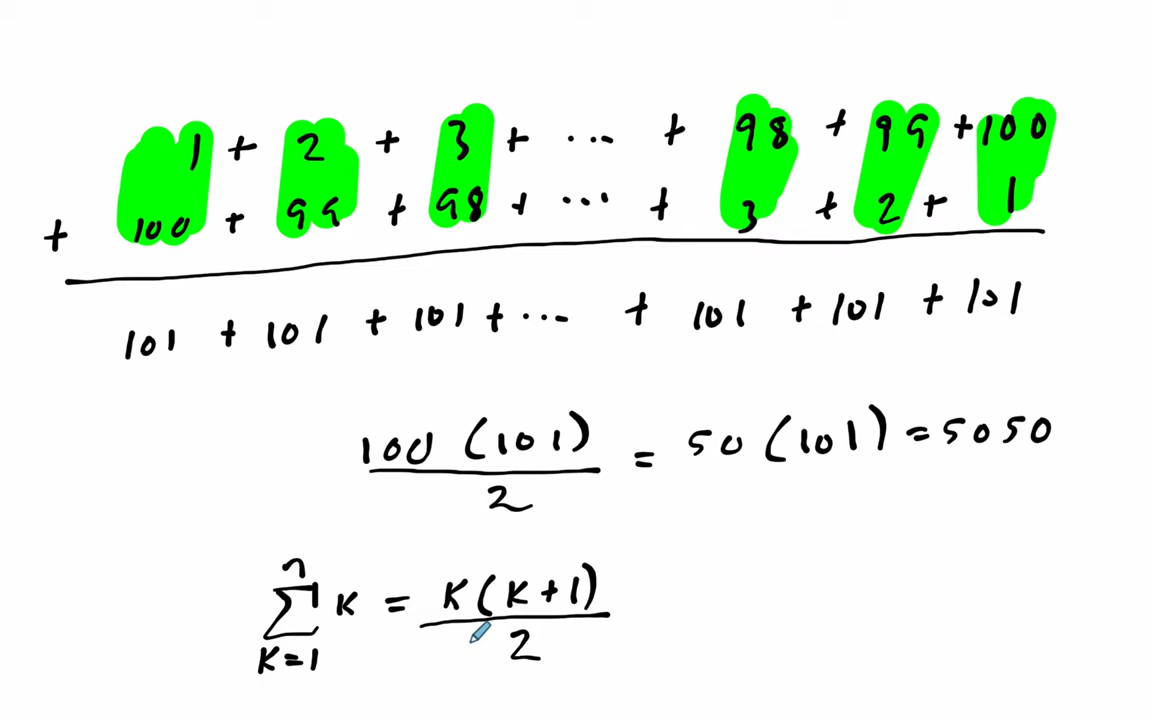 1 + 2 + 3 + ... + 98 + 99 + 100
+ 100 + 99 + 98 + ... + 3 + 2 + 1
101 + 101 + 101 + ... + 101 + 101 + 101
100 (101) / 2 = 50 (101) = 5050
∑_{K=1}^{n} K = K(K+1) / 2